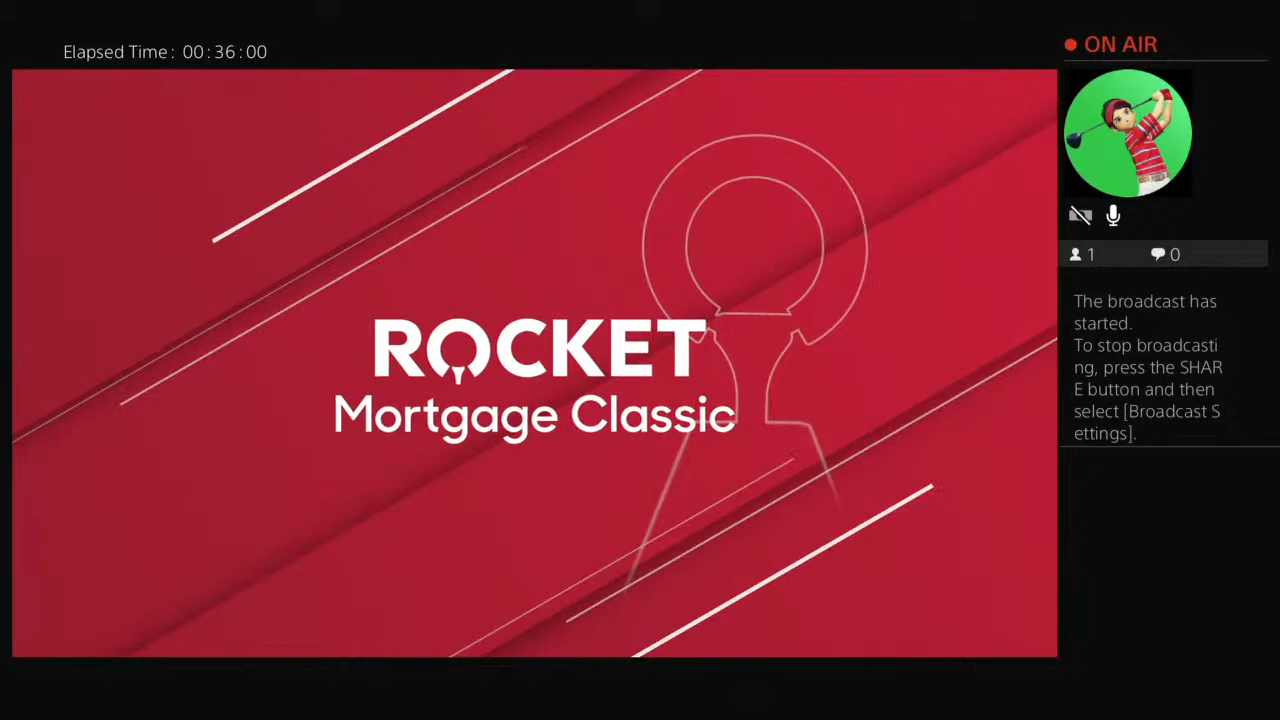 Elapsed Time: 00:36:00
ON AIR
ROCKET
Mortgage Classic
1 0
The broadcast has
started.
To stop broadcasti
ng, press the SHAR
E button and then
select [Broadcast S
ettings].